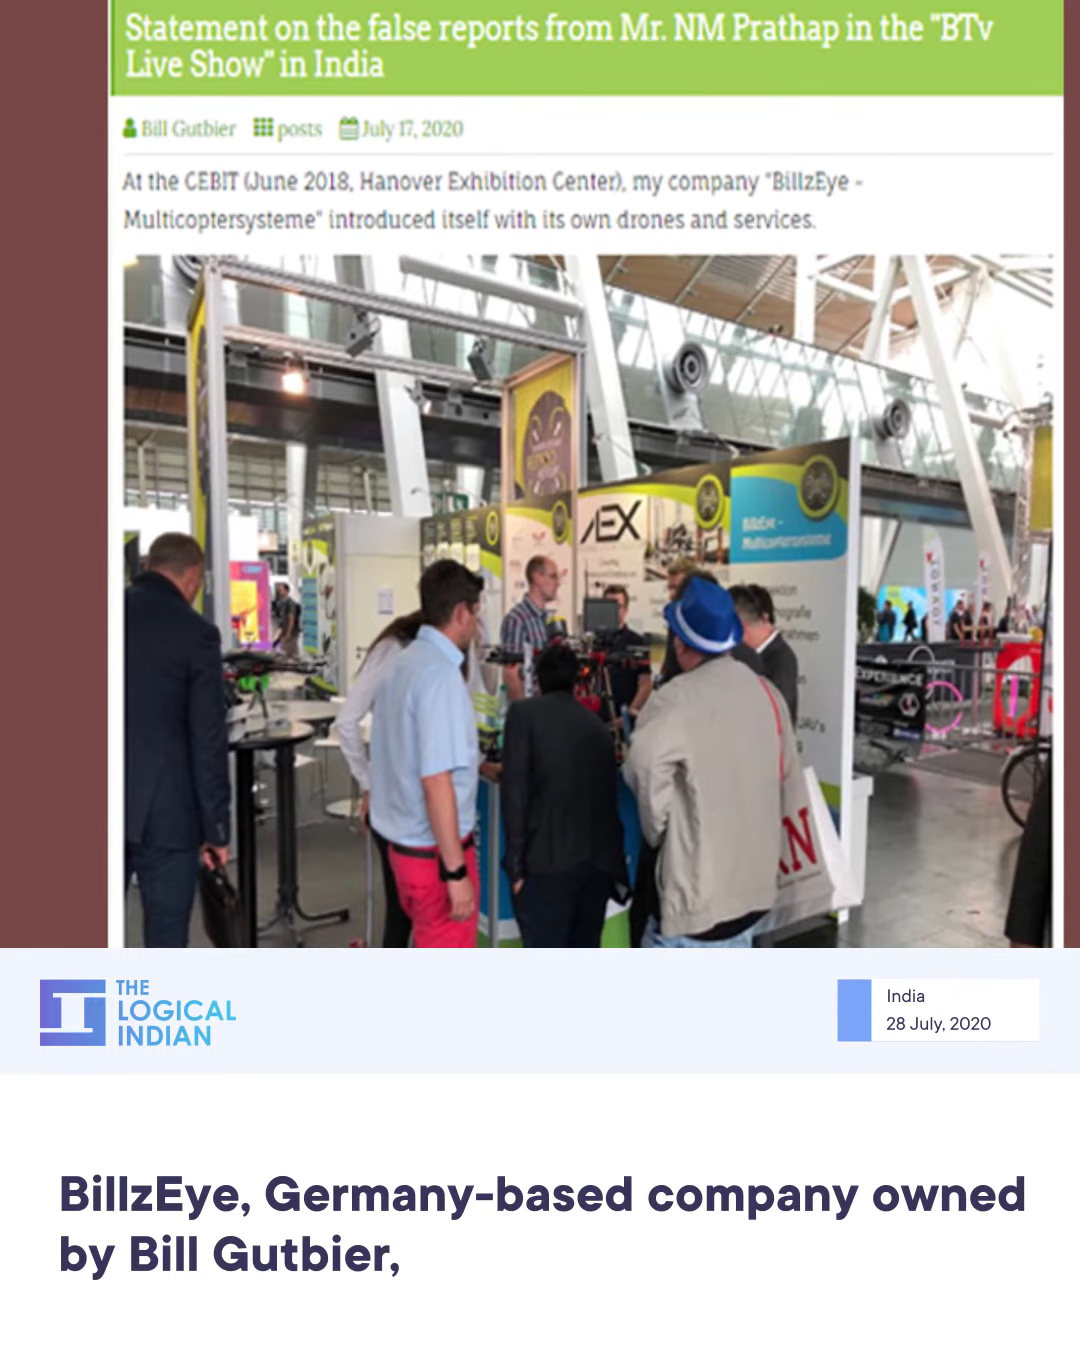 Statement on the false reports from Mr. NM Prathap in the "BTv
Live Show" in India
Bill Gutbier posts July 17, 2020
At the CEBIT (June 2018, Hanover Exhibition Center), my company "BillzEye -
Multicoptersysteme" introduced itself with its own drones and services.
AEX
BillzEye -
Multicoptersysteme
EXPERIENCE
THE
LOGICAL
INDIAN
India
28 July, 2020
BillzEye, Germany-based company owned
by Bill Gutbier,